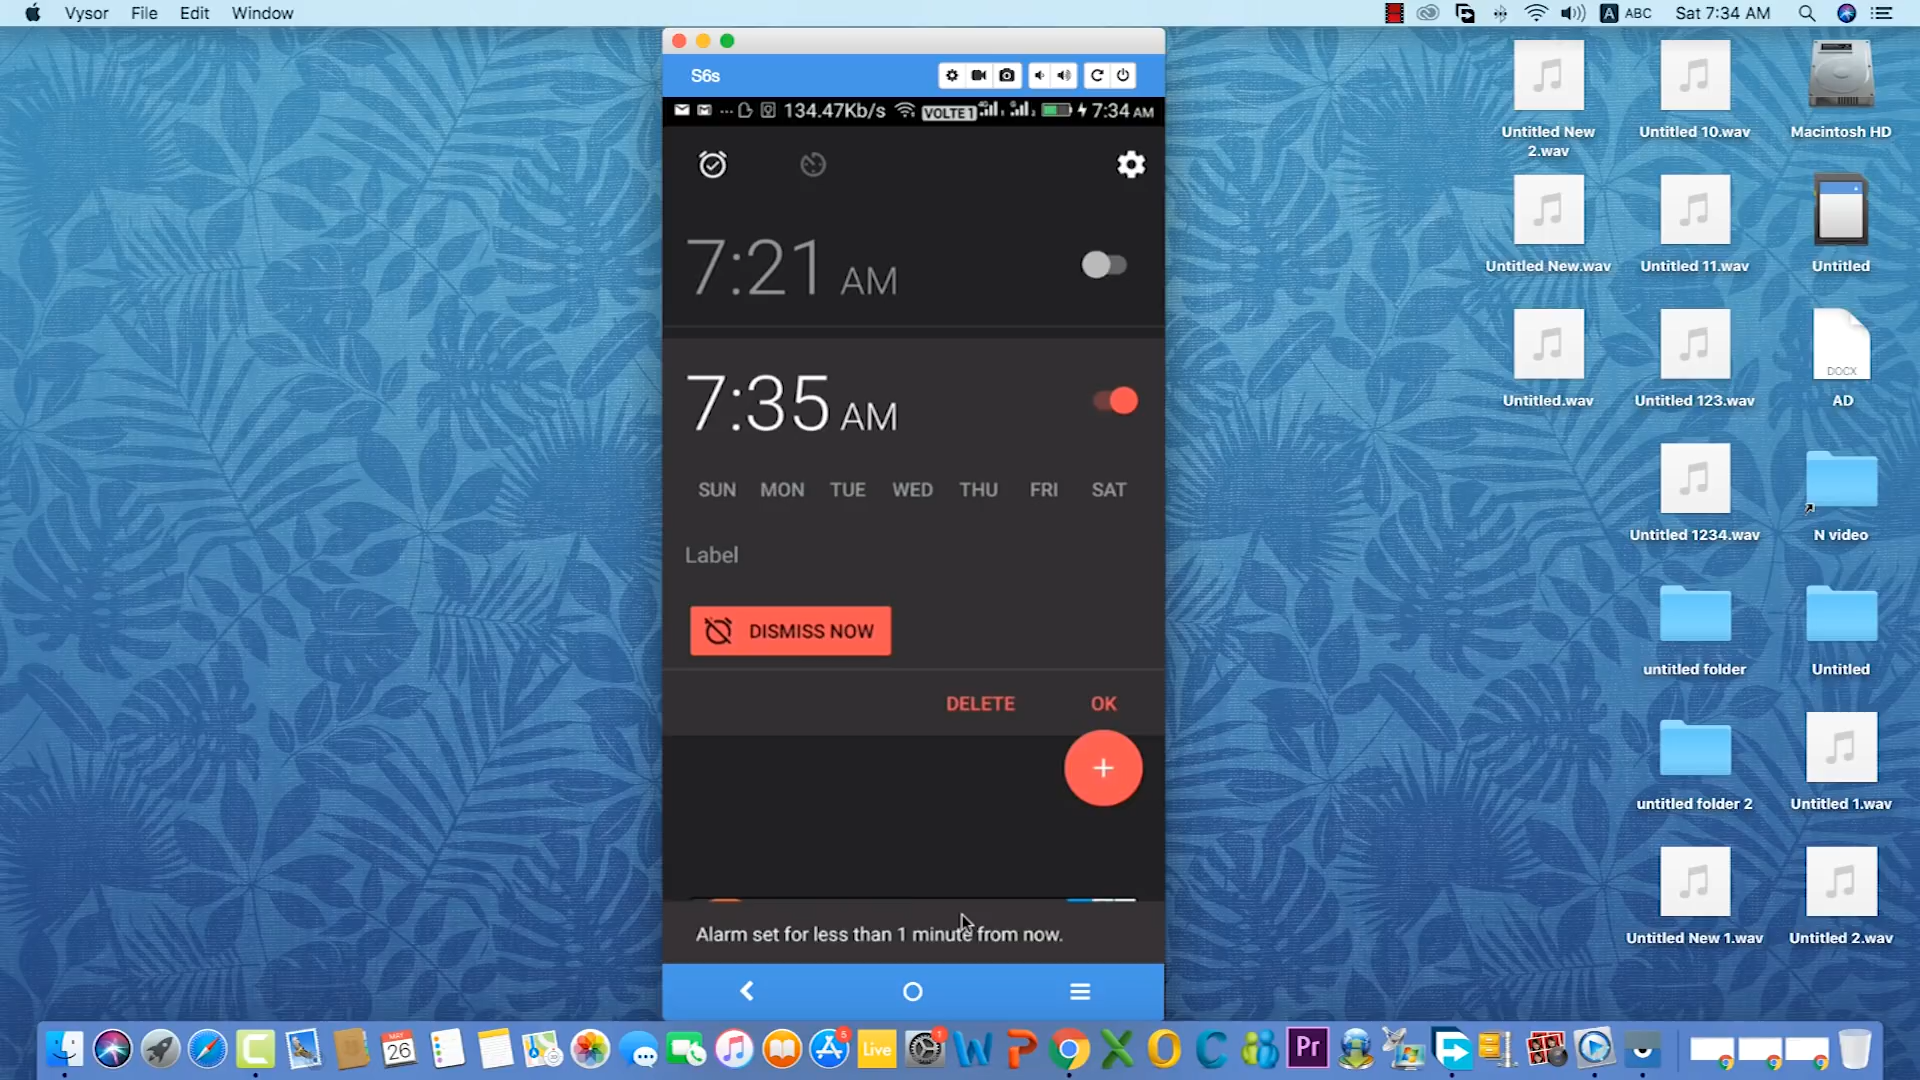 Vysor File Edit Window
ABC Sat 7:34 AM
S6s
134.47Kb/s VOLTE 1 7:34 AM
7:21 AM
7:35 AM
SUN MON TUE WED THU FRI SAT
Label
DISMISS NOW
DELETE OK
Alarm set for less than 1 minute from now.
Untitled New 2.wav
Untitled 10.wav
Macintosh HD
Untitled New.wav
Untitled 11.wav
Untitled
DOCX
Untitled.wav
Untitled 123.wav
AD
Untitled 1234.wav
N video
untitled folder
Untitled
untitled folder 2
Untitled 1.wav
Untitled New 1.wav
Untitled 2.wav
MAY
26
5
Live
1
Pr